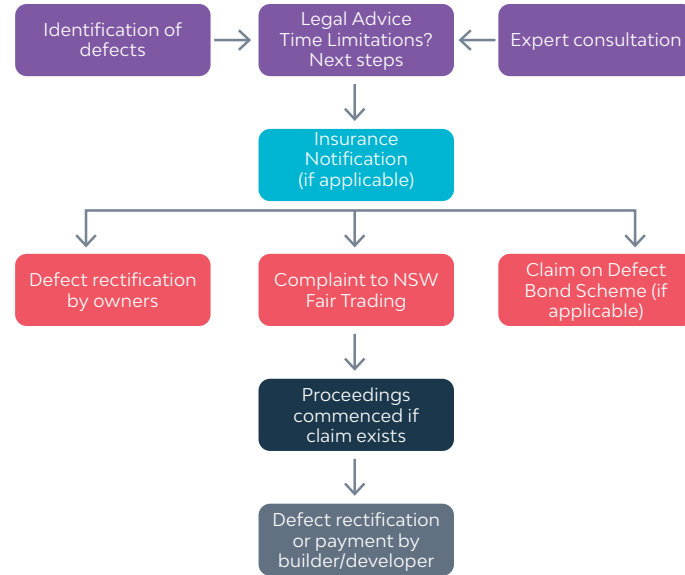 Identification of
defects
Legal Advice
Time Limitations?
Next steps
Expert consultation
Insurance
Notification
(if applicable)
Defect rectification
by owners
Complaint to NSW
Fair Trading
Claim on Defect
Bond Scheme (if
applicable)
Proceedings
commenced if
claim exists
Defect rectification
or payment by
builder/developer